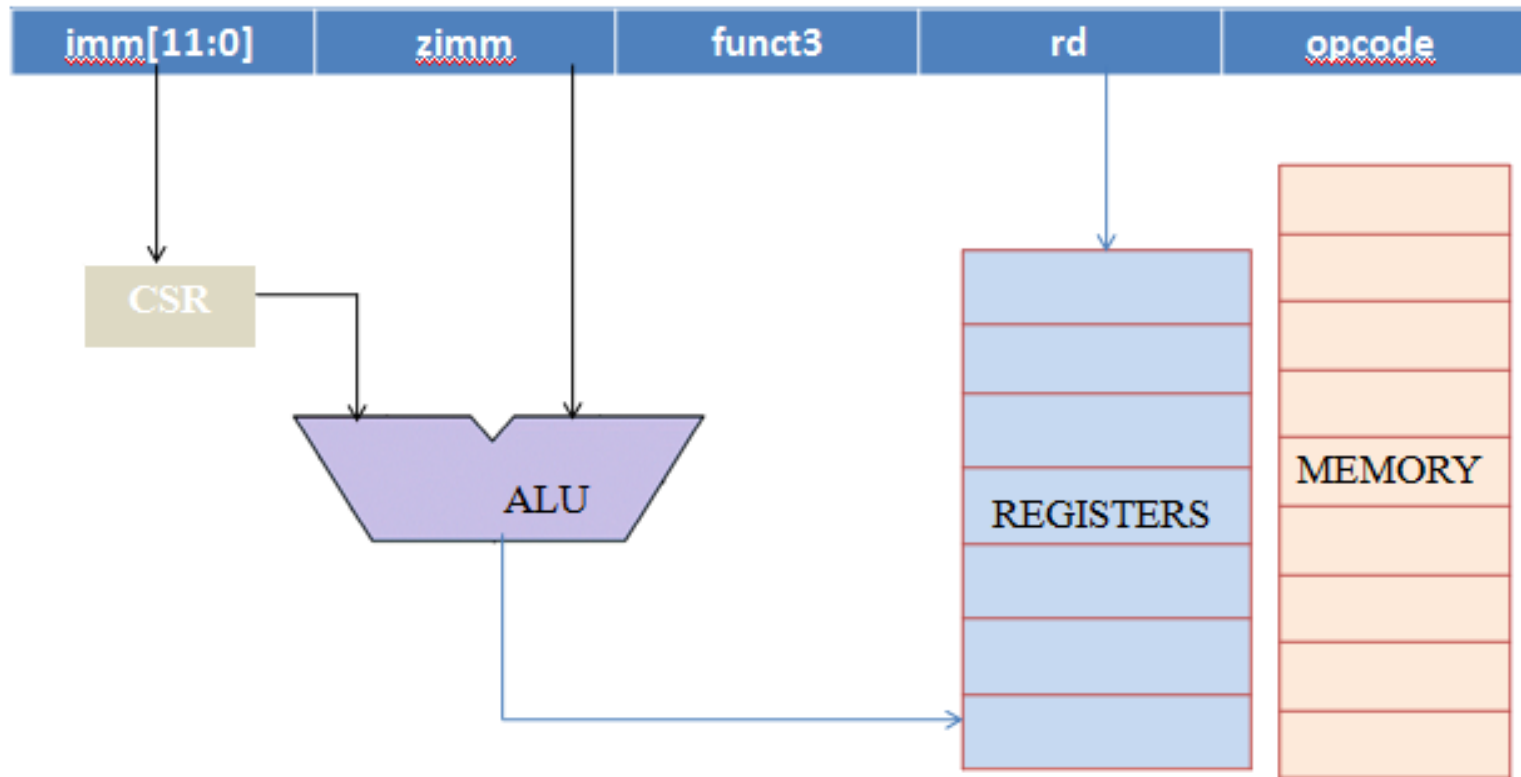 imm[11:0] zimm funct3 rd opcode
CSR
ALU
REGISTERS
MEMORY